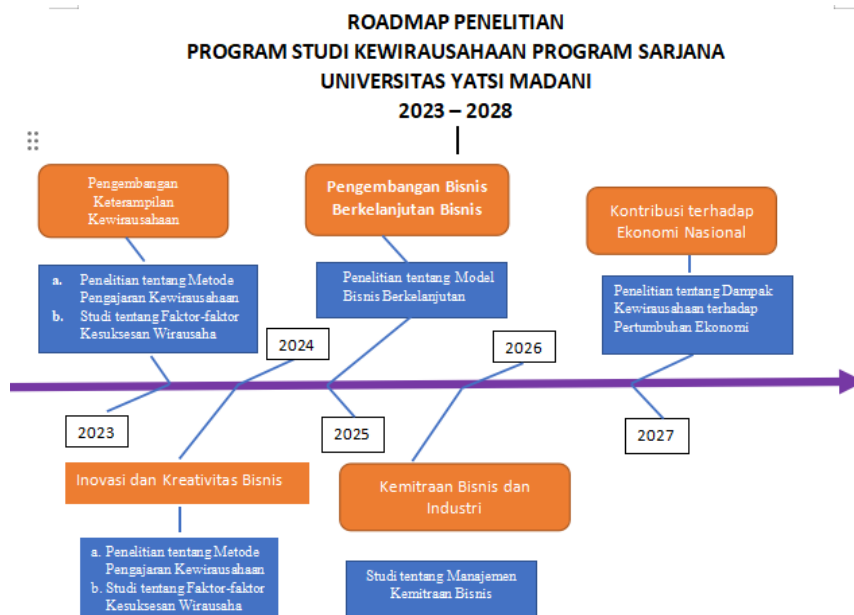 ROADMAP PENELITIAN
PROGRAM STUDI KEWIRAUSAHAAN PROGRAM SARJANA
UNIVERSITAS YATSI MADANI
2023 – 2028
Pengembangan
Keterampilan
Kewirausahaan
Pengembangan Bisnis
Berkelanjutan Bisnis
Kontribusi terhadap
Ekonomi Nasional
a. Penelitian tentang Metode
Pengajaran Kewirausahaan
b. Studi tentang Faktor-faktor
Kesuksesan Wirausaha
Penelitian tentang Model
Bisnis Berkelanjutan
Penelitian tentang Dampak
Kewirausahaan terhadap
Pertumbuhan Ekonomi
2024
2026
2023
2025
2027
Inovasi dan Kreativitas Bisnis
Kemitraan Bisnis dan
Industri
a. Penelitian tentang Metode
Pengajaran Kewirausahaan
b. Studi tentang Faktor-faktor
Kesuksesan Wirausaha
Studi tentang Manajemen
Kemitraan Bisnis